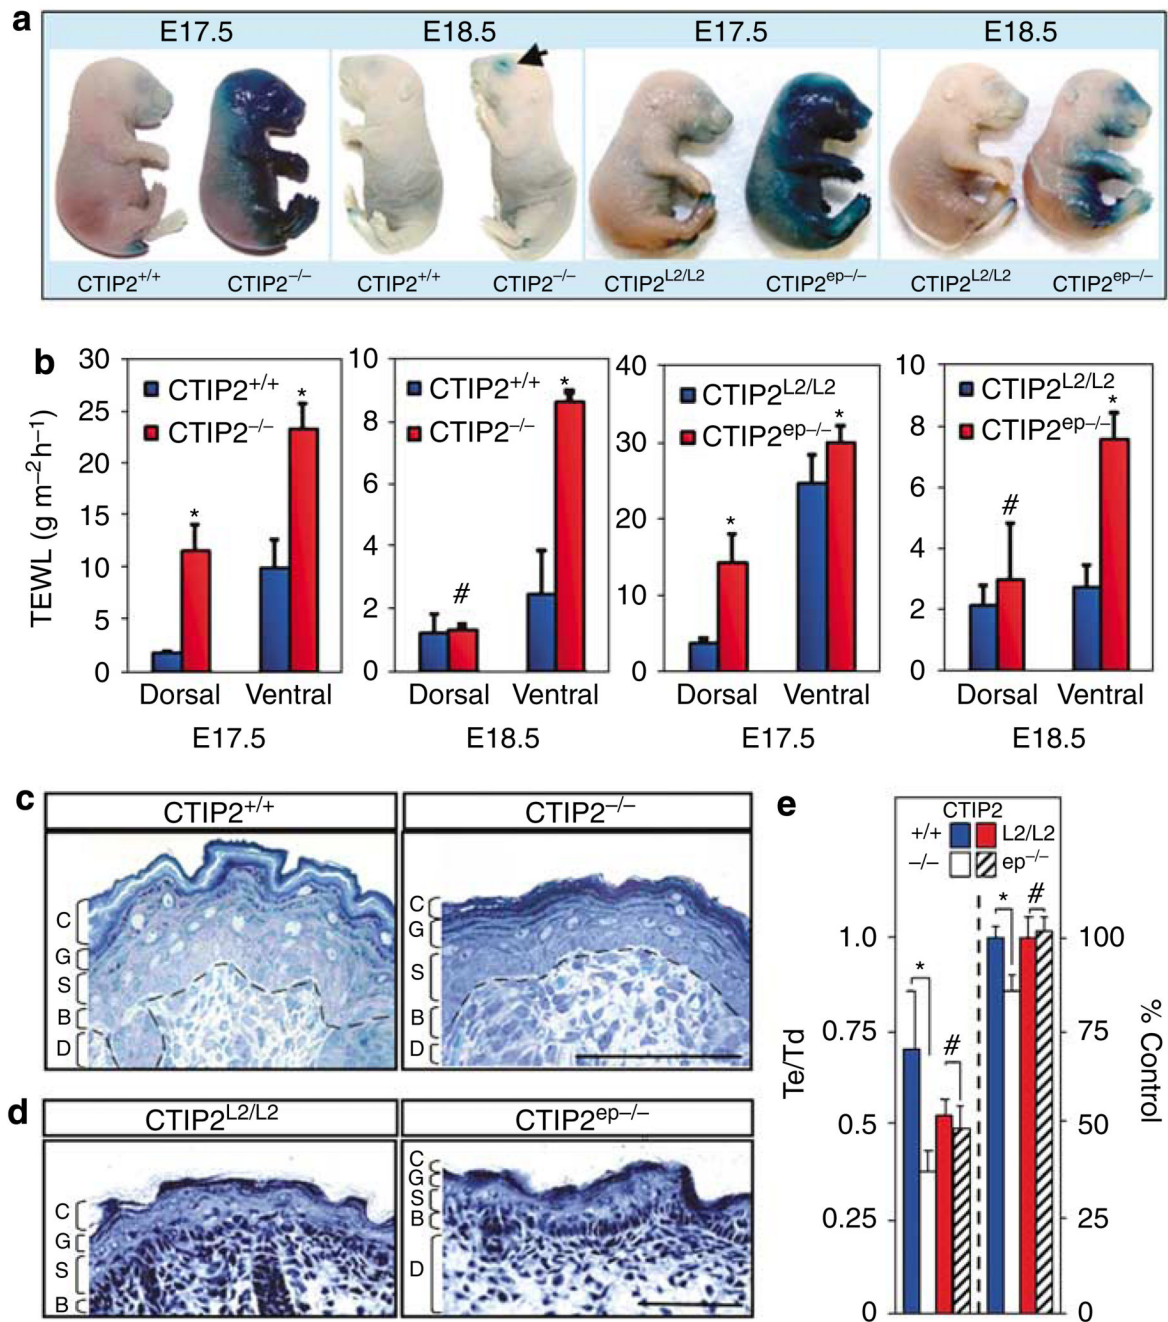 a
E17.5 E18.5 E17.5 E18.5
CTIP2+/+ CTIP2−/− CTIP2+/+ CTIP2−/− CTIP2L2/L2 CTIP2ep−/− CTIP2L2/L2 CTIP2ep−/−
b
TEWL (g m−2h−1)
30
25
20
15
10
5
0
CTIP2+/+
CTIP2−/−
*
*
Dorsal Ventral
E17.5
10
8
6
4
2
0
CTIP2+/+
CTIP2−/−
*
#
Dorsal Ventral
E18.5
40
30
20
10
0
CTIP2L2/L2
CTIP2ep−/−
*
*
Dorsal Ventral
E17.5
10
8
6
4
2
0
CTIP2L2/L2
CTIP2ep−/−
*
#
Dorsal Ventral
E18.5
c
CTIP2+/+ CTIP2−/−
C
G
S
B
D
C
G
S
B
D
d
CTIP2L2/L2 CTIP2ep−/−
C
G
S
B
C
G
S
B
D
e
CTIP2
+/+ L2/L2
−/− ep−/−
* #
* #
Te/Td
1.0
0.75
0.5
0.25
0
100
75
50
25
0
% Control